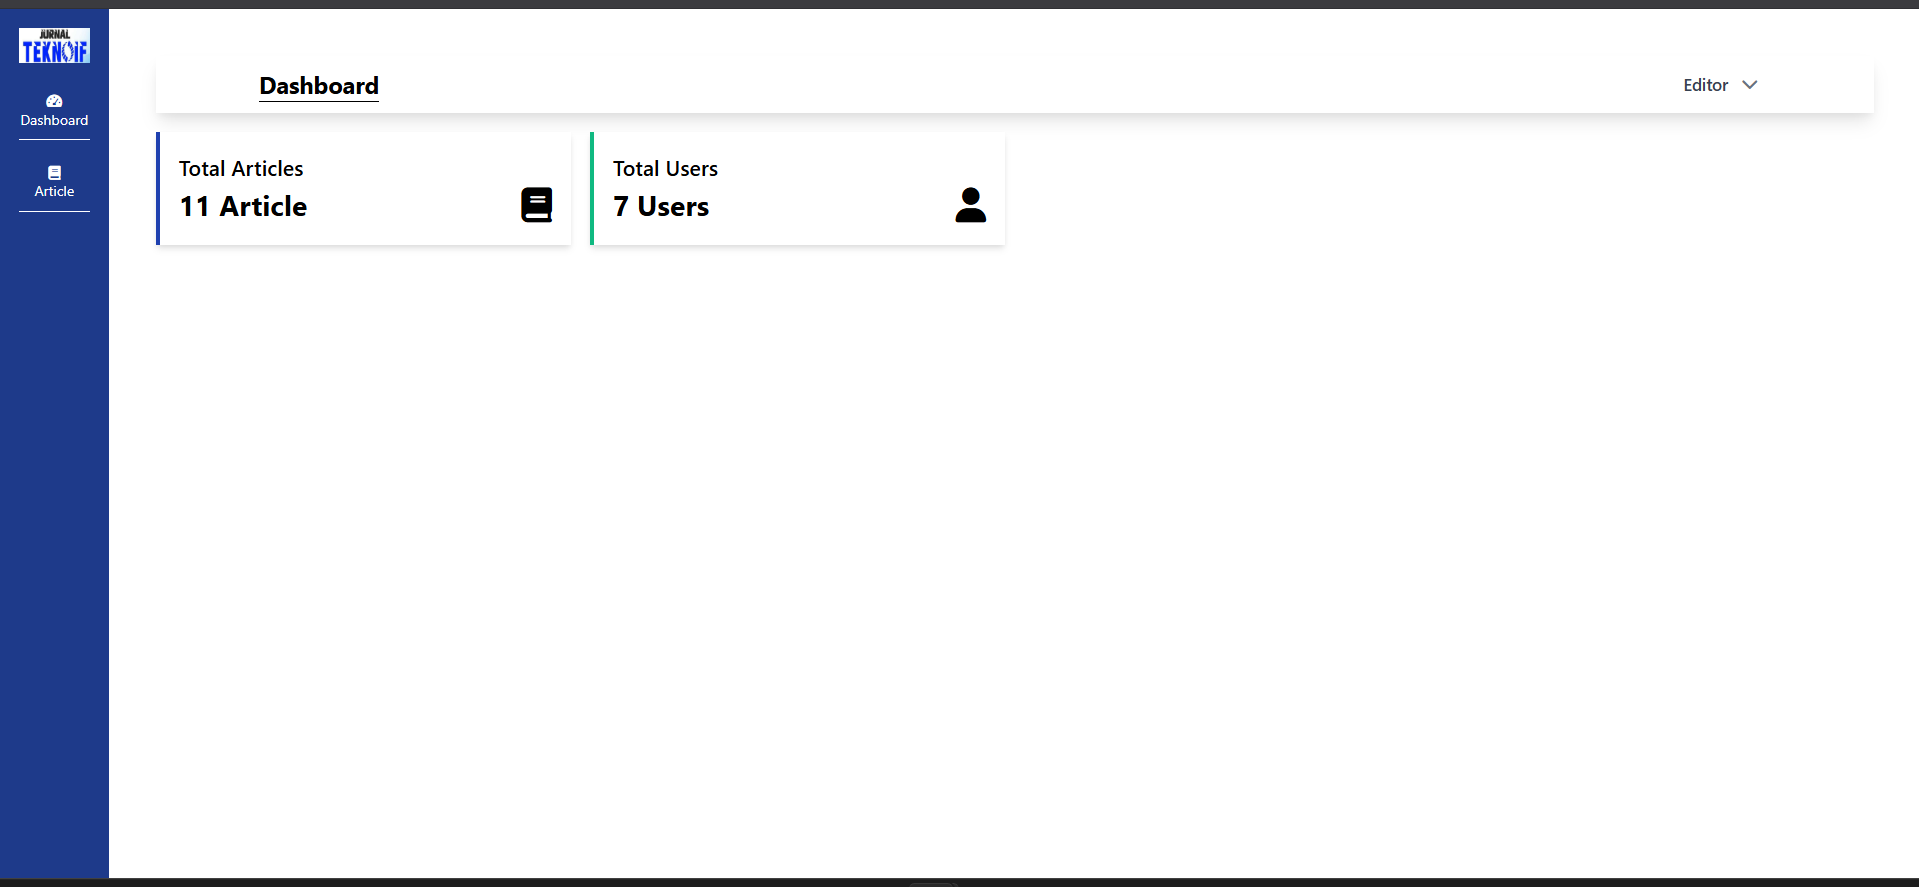 JURNAL
TEKNOIF
Dashboard
Article
Dashboard
Editor
Total Articles
11 Article
Total Users
7 Users